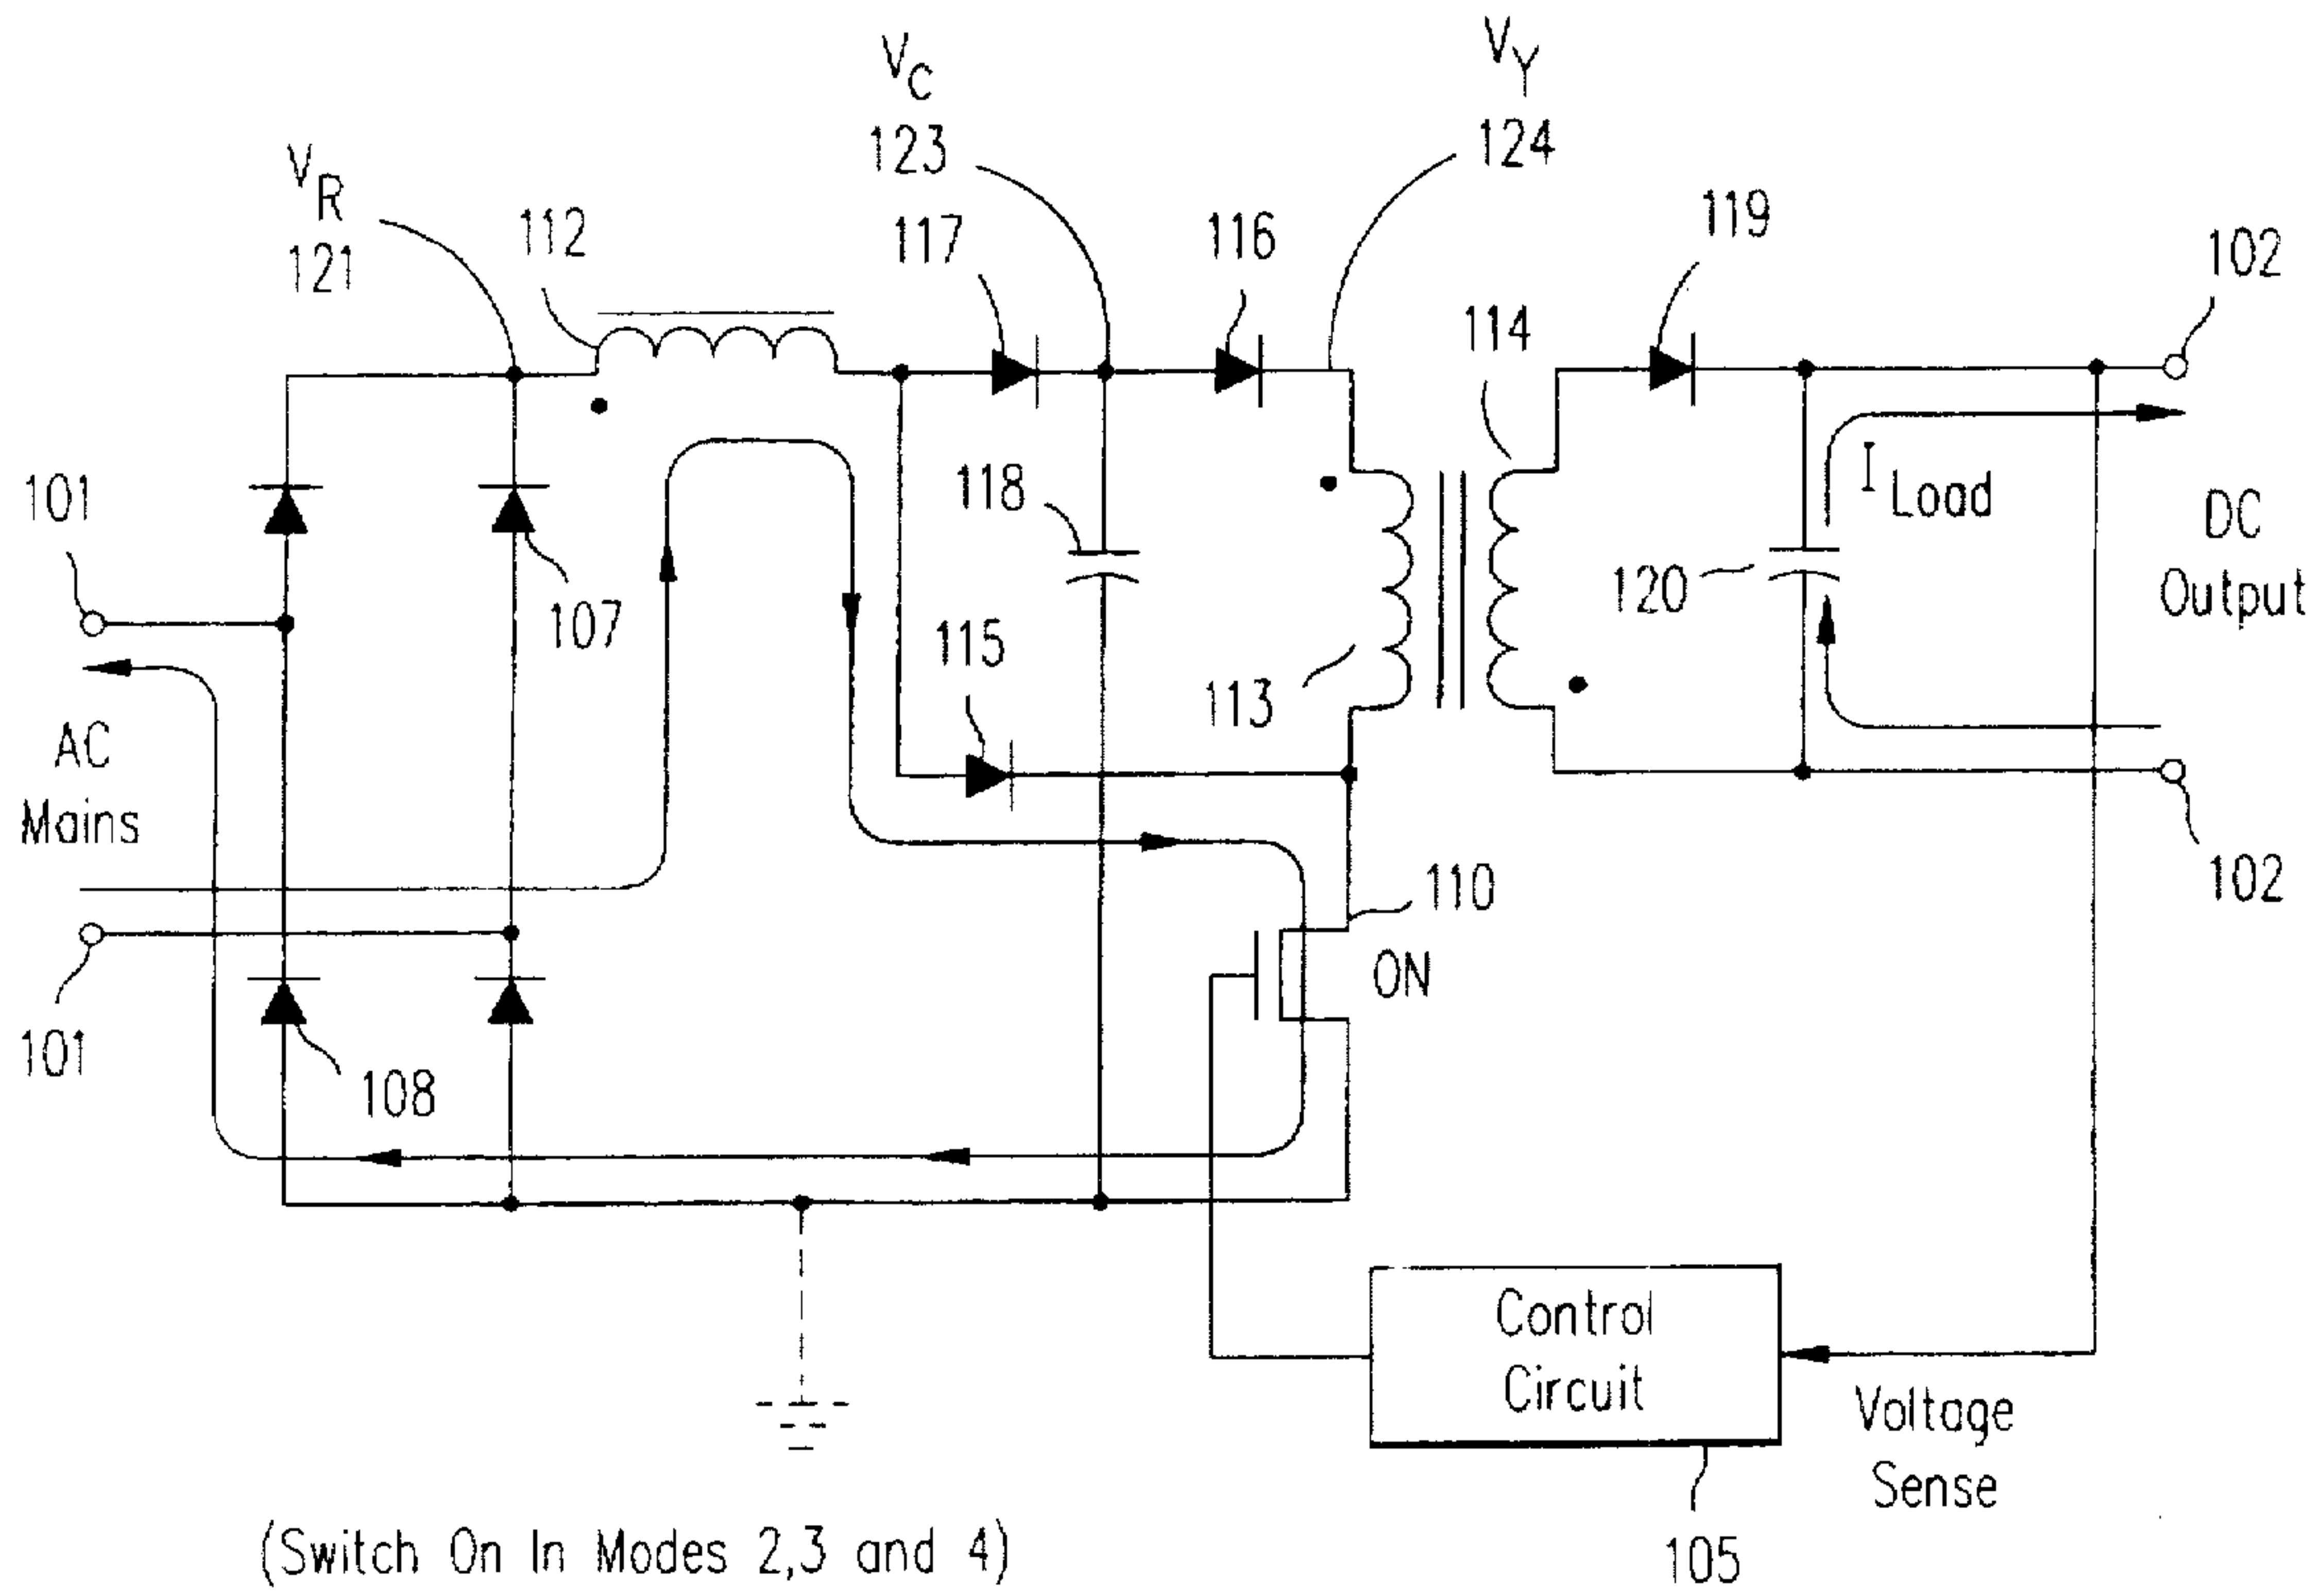 V_C
123
V_Y
124
V_R
121
112
117
116
119
102
114
101
107
118
I_Load
DC
Output
120
115
113
AC
Mains
110
ON
102
101
108
Control
Circuit
Voltage
Sense
105
(Switch On In Modes 2,3 and 4)